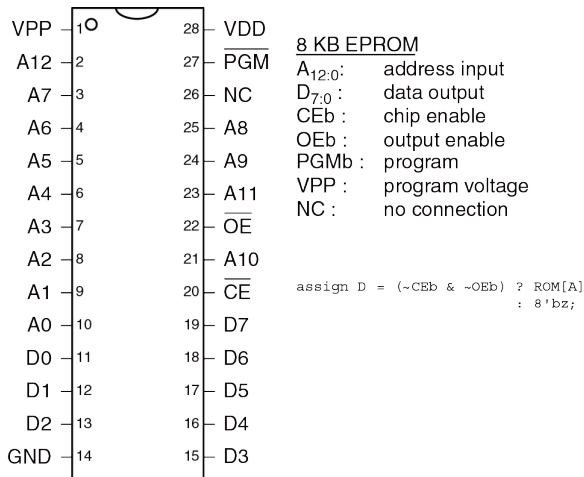 VPP 1 28 VDD
A12 2 27 PGM
A7 3 26 NC
A6 4 25 A8
A5 5 24 A9
A4 6 23 A11
A3 7 22 OE
A2 8 21 A10
A1 9 20 CE
A0 10 19 D7
D0 11 18 D6
D1 12 17 D5
D2 13 16 D4
GND 14 15 D3
8 KB EPROM
A12:0: address input
D7:0 : data output
CEb : chip enable
OEb : output enable
PGMb : program
VPP : program voltage
NC : no connection
assign D = (~CEb & ~OEb) ? ROM[A]
: 8'bz;